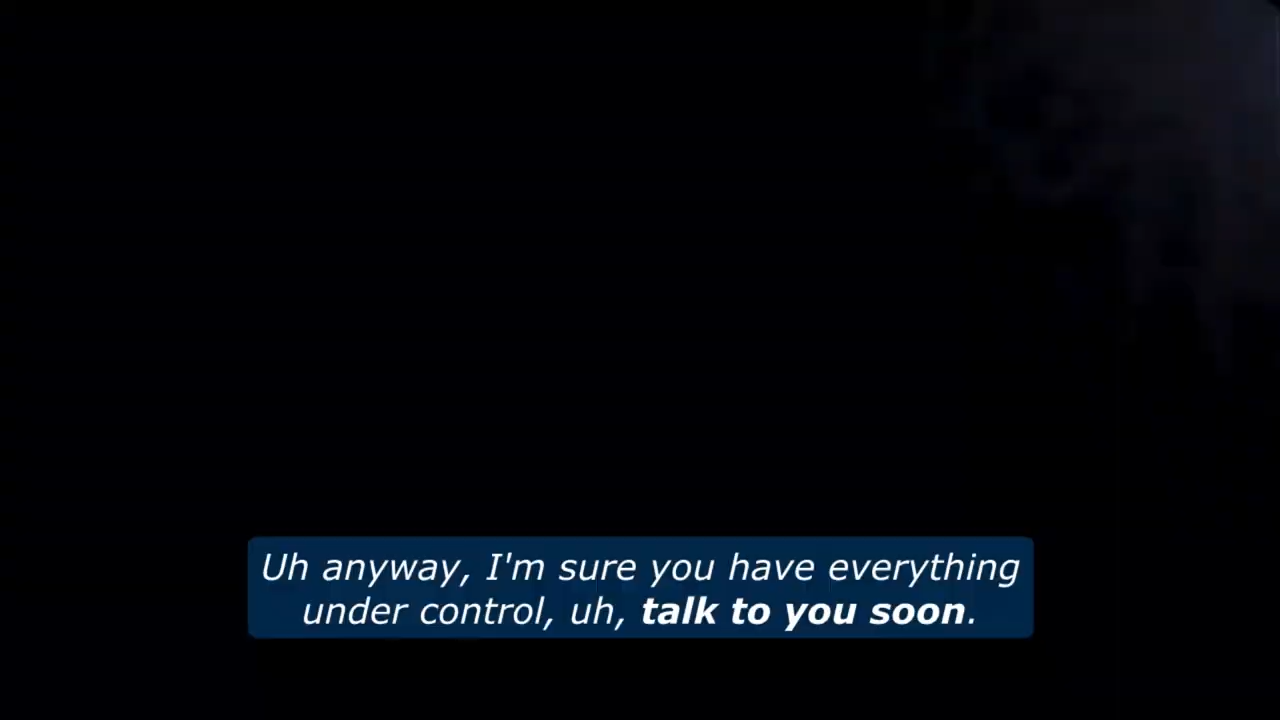 Uh anyway, I'm sure you have everything
under control, uh, talk to you soon.